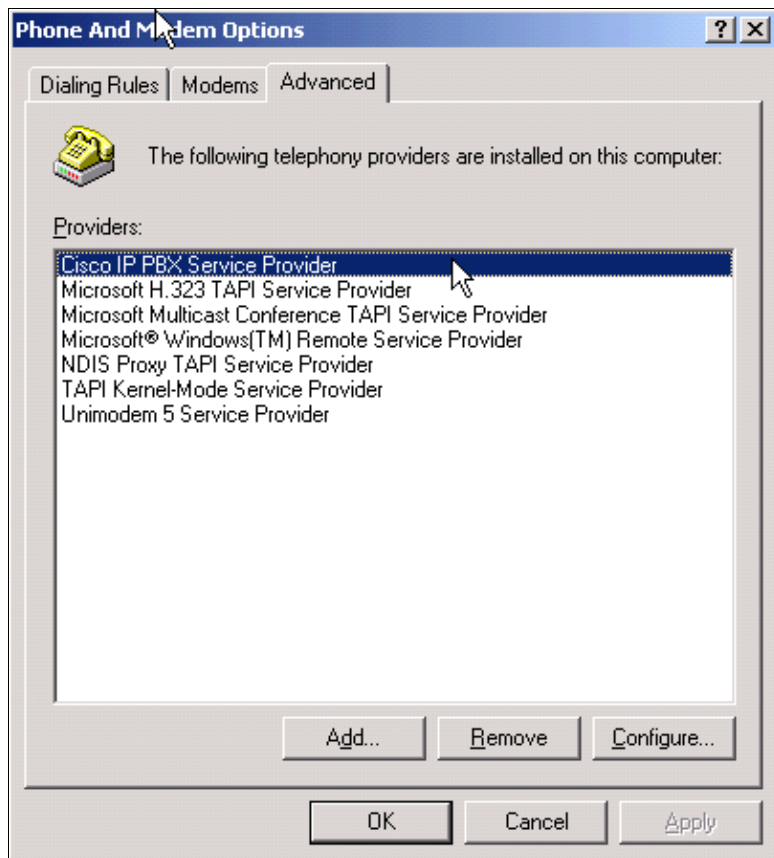 Phone And Modem Options
Dialing Rules Modems Advanced
The following telephony providers are installed on this computer:
Providers:
Cisco IP PBX Service Provider
Microsoft H.323 TAPI Service Provider
Microsoft Multicast Conference TAPI Service Provider
Microsoft® Windows(TM) Remote Service Provider
NDIS Proxy TAPI Service Provider
TAPI Kernel-Mode Service Provider
Unimodem 5 Service Provider
Add... Remove Configure...
OK Cancel Apply